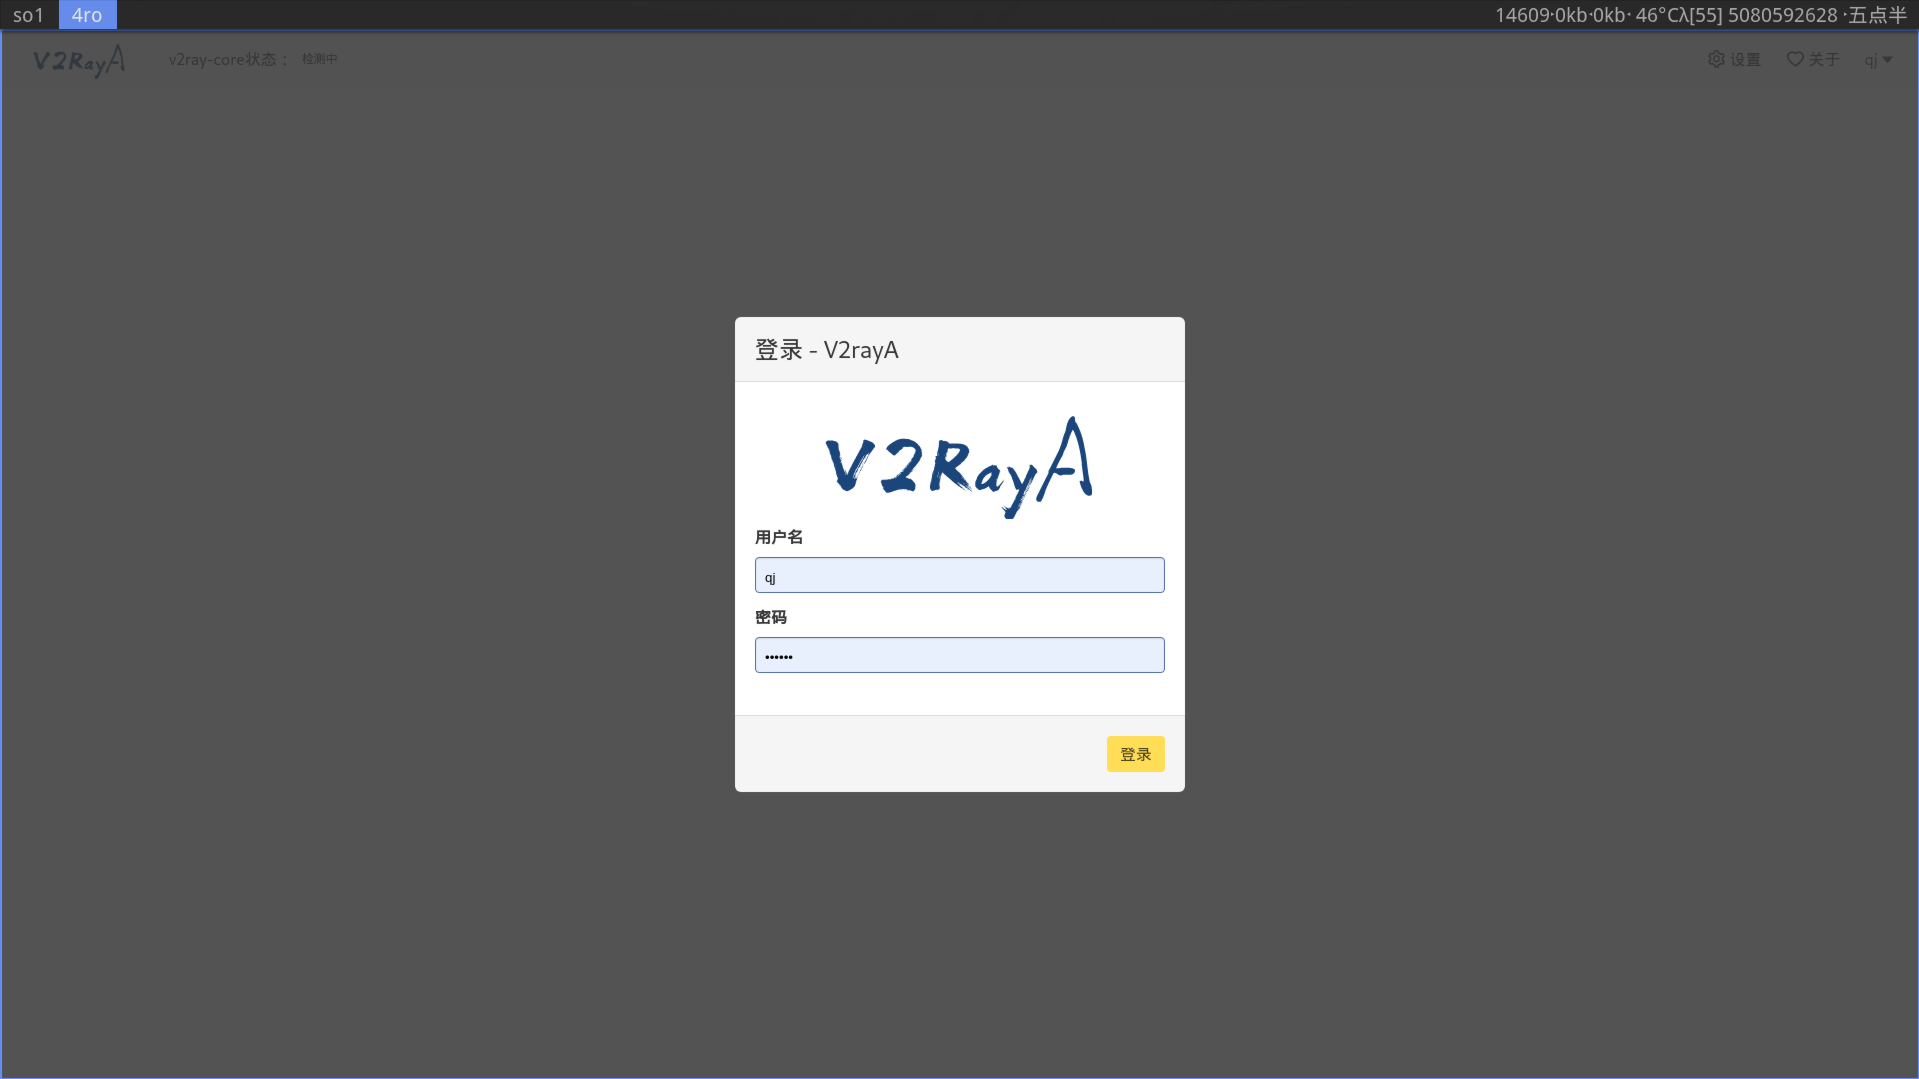 so1 4ro 14609·0kb·0kb· 46°Cλ[55] 5080592628 ·五点半
V2RayA v2ray-core状态： 检测中 设置 关于 qj
登录 - V2rayA
V2RayA
用户名
qj
密码
••••••
登录